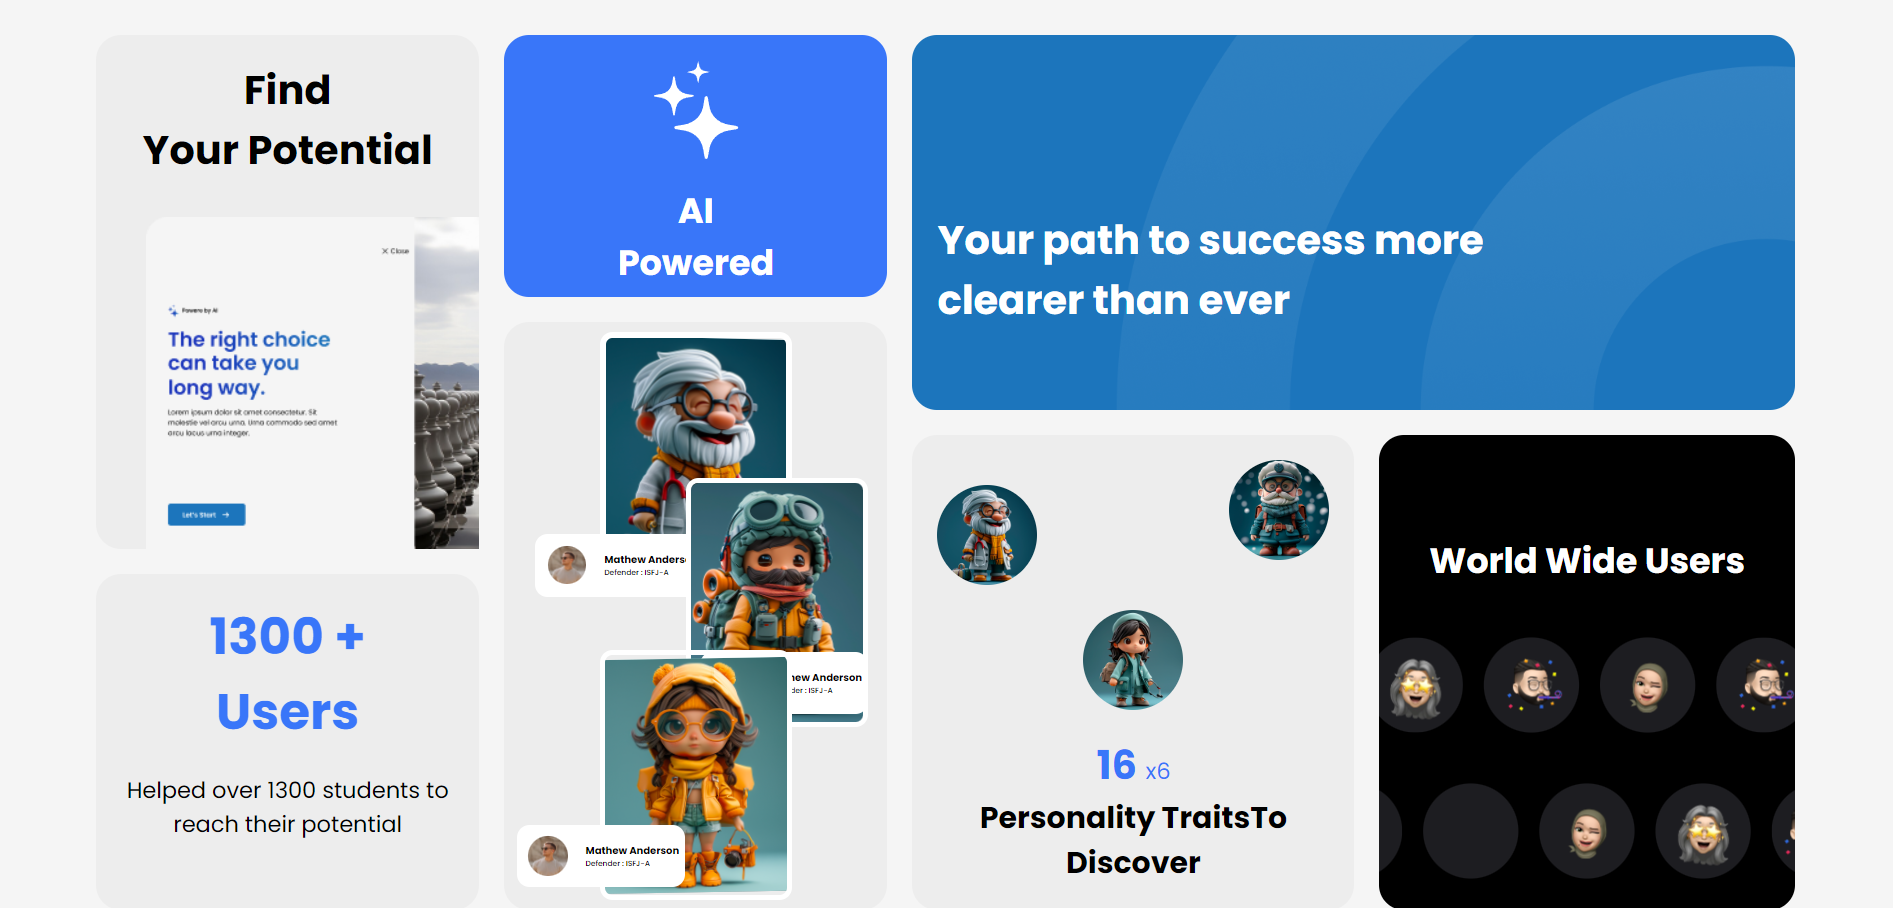 Find
Your Potential
Close
Powers by AI
The right choice
can take you
long way.
Lorem ipsum dolor sit amet consectetur. Sit
molestie vel arcu urna. Urna commodo sed amet
arcu lacus urna integer.
Let's Start
1300 +
Users
Helped over 1300 students to
reach their potential
AI
Powered
Mathew Anders
Defender : ISFJ-A
hew Anderson
der : ISFJ-A
Mathew Anderson
Defender : ISFJ-A
Your path to success more
clearer than ever
16 x6
Personality TraitsTo
Discover
World Wide Users